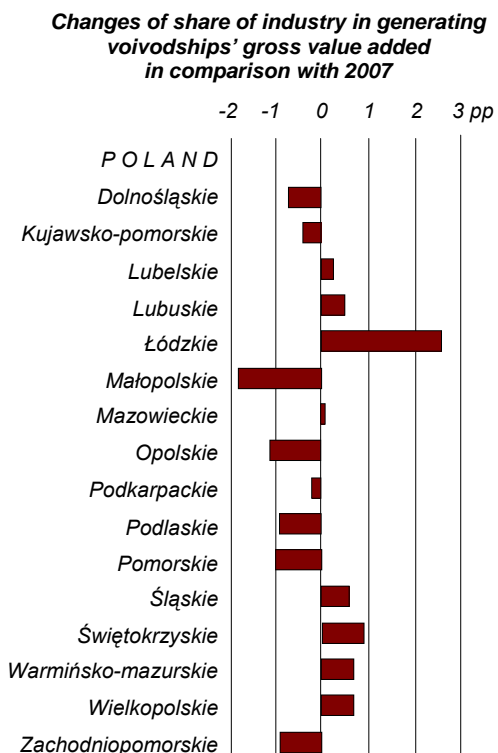 Changes of share of industry in generating
voivodships’ gross value added
in comparison with 2007
-2 -1 0 1 2 3 pp
P O L A N D
Dolnośląskie
Kujawsko-pomorskie
Lubelskie
Lubuskie
Łódzkie
Małopolskie
Mazowieckie
Opolskie
Podkarpackie
Podlaskie
Pomorskie
Śląskie
Świętokrzyskie
Warmińsko-mazurskie
Wielkopolskie
Zachodniopomorskie